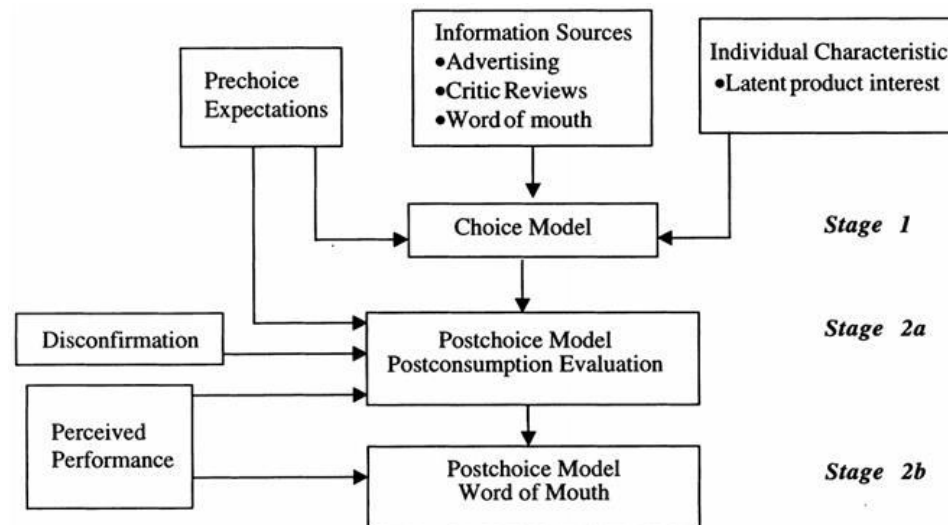 Information Sources
•Advertising
•Critic Reviews
•Word of mouth
Individual Characteristic
•Latent product interest
Prechoice
Expectations
Choice Model
Stage 1
Disconfirmation
Postchoice Model
Postconsumption Evaluation
Stage 2a
Perceived
Performance
Postchoice Model
Word of Mouth
Stage 2b